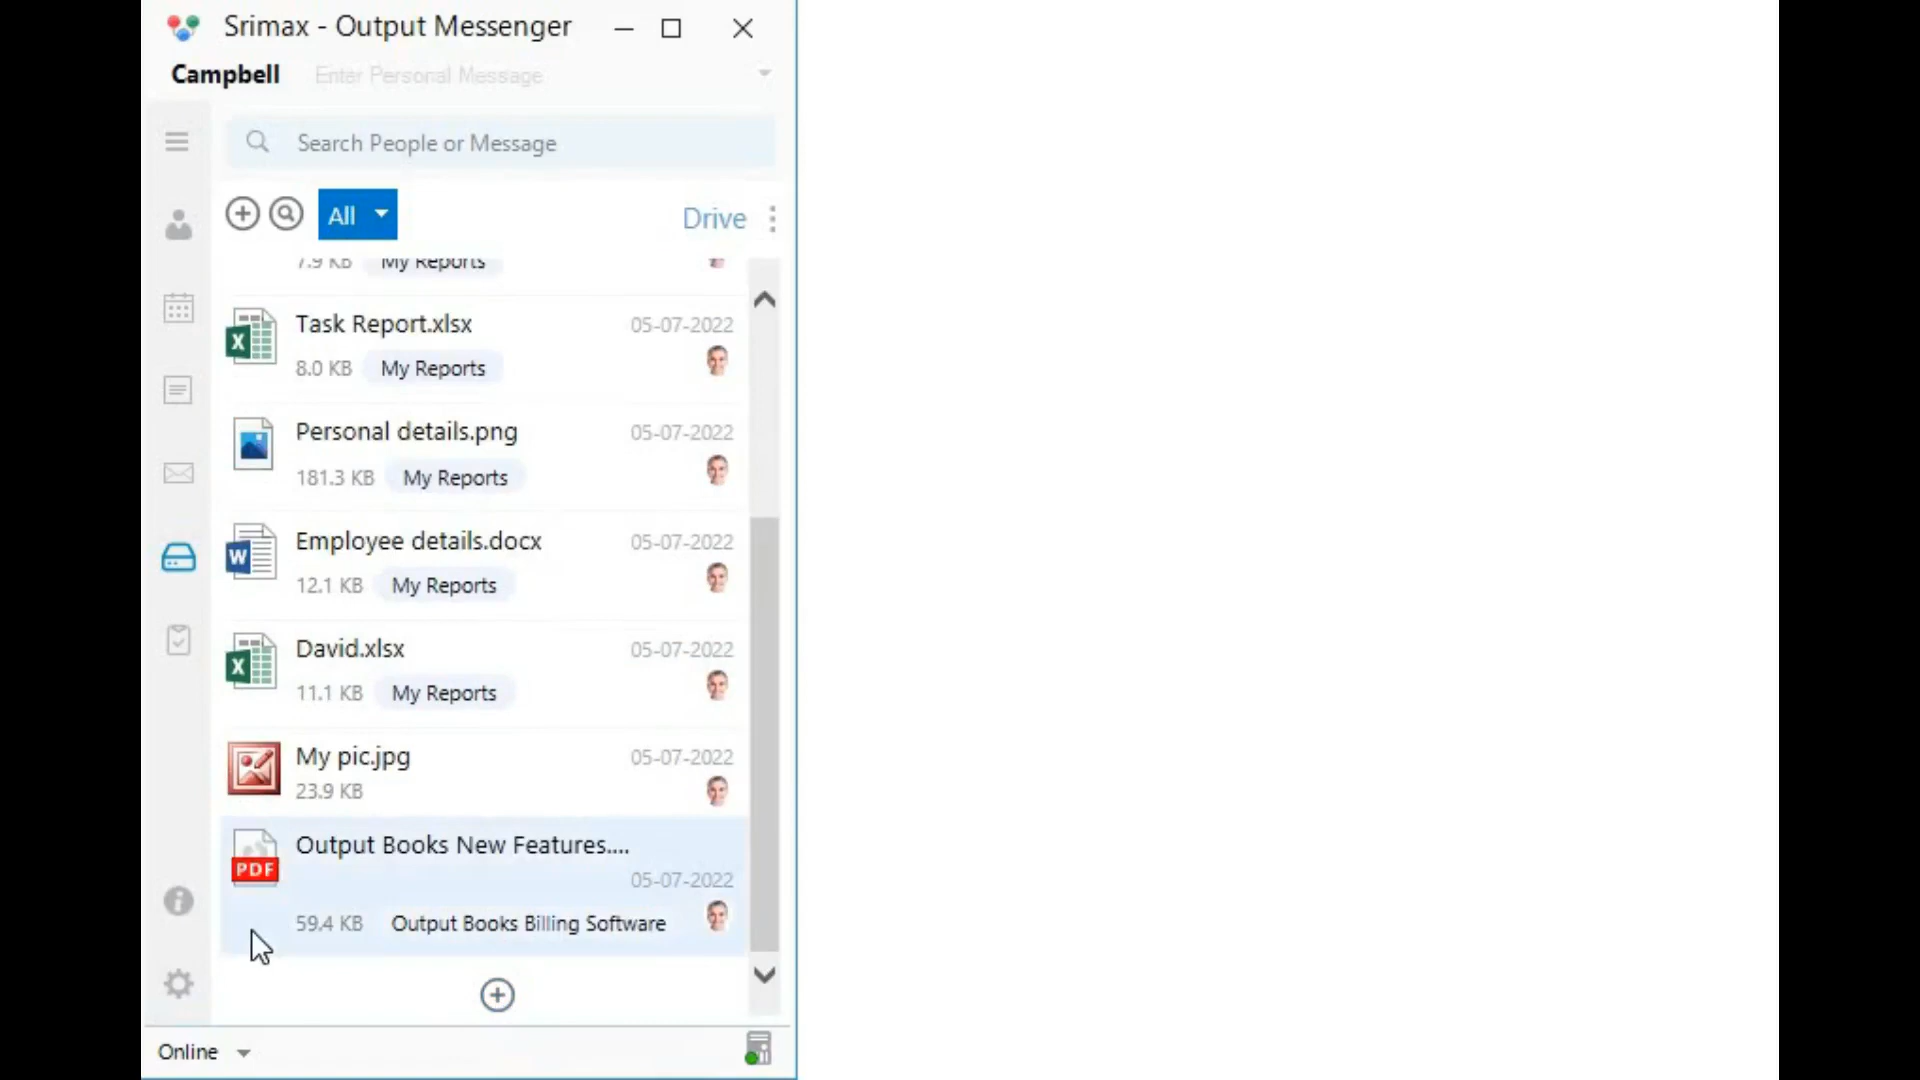 Srimax - Output Messenger
Campbell Enter Personal Message
Search People or Message
All Drive
7.9 KB My Reports
Task Report.xlsx 05-07-2022
8.0 KB My Reports
Personal details.png 05-07-2022
181.3 KB My Reports
Employee details.docx 05-07-2022
12.1 KB My Reports
David.xlsx 05-07-2022
11.1 KB My Reports
My pic.jpg 05-07-2022
23.9 KB
Output Books New Features....
PDF 05-07-2022
59.4 KB Output Books Billing Software
Online